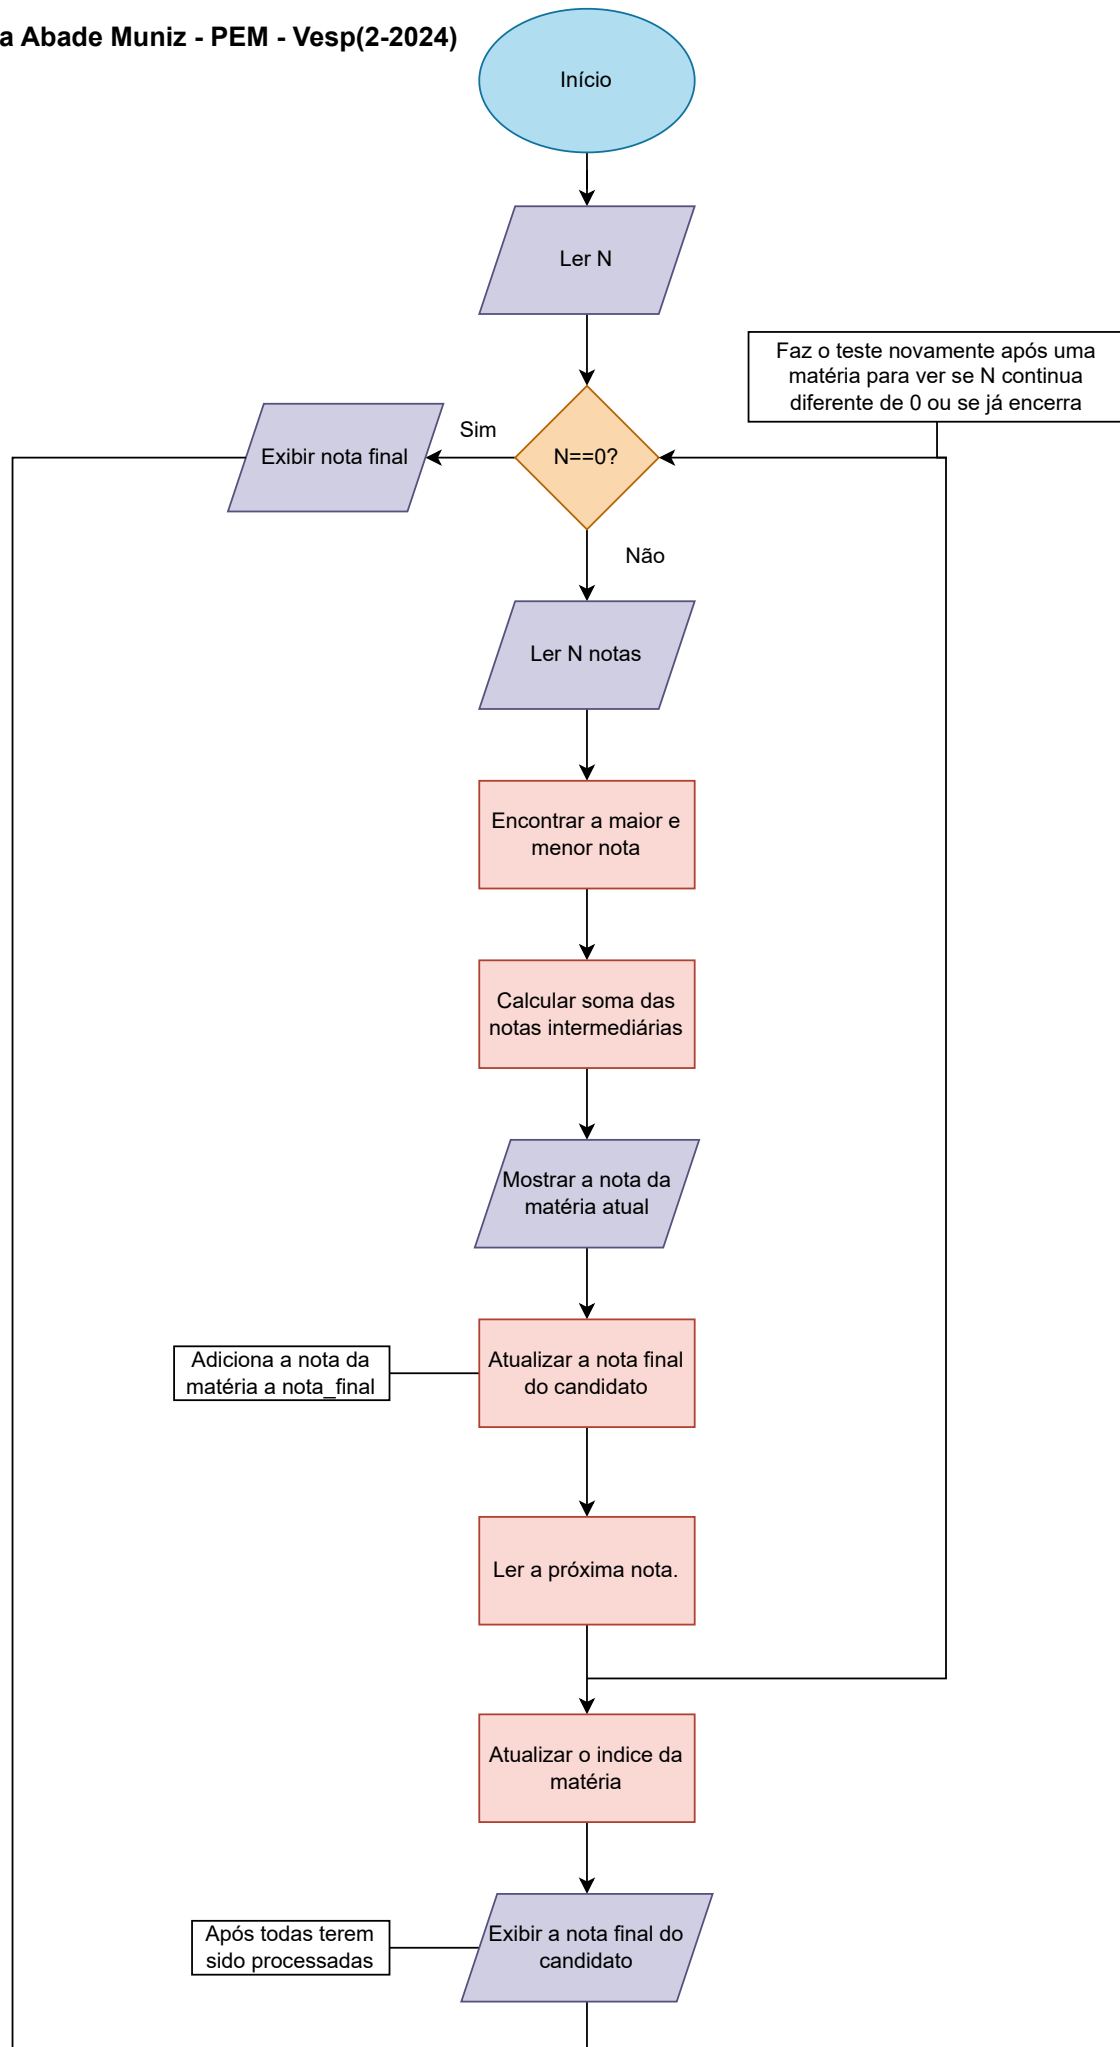 a Abade Muniz - PEM - Vesp(2-2024)
Início
Ler N
Faz o teste novamente após uma
matéria para ver se N continua
diferente de 0 ou se já encerra
Sim
Exibir nota final
N==0?
Não
Ler N notas
Encontrar a maior e
menor nota
Calcular soma das
notas intermediárias
Mostrar a nota da
matéria atual
Adiciona a nota da
matéria a nota_final
Atualizar a nota final
do candidato
Ler a próxima nota.
Atualizar o indice da
matéria
Após todas terem
sido processadas
Exibir a nota final do
candidato